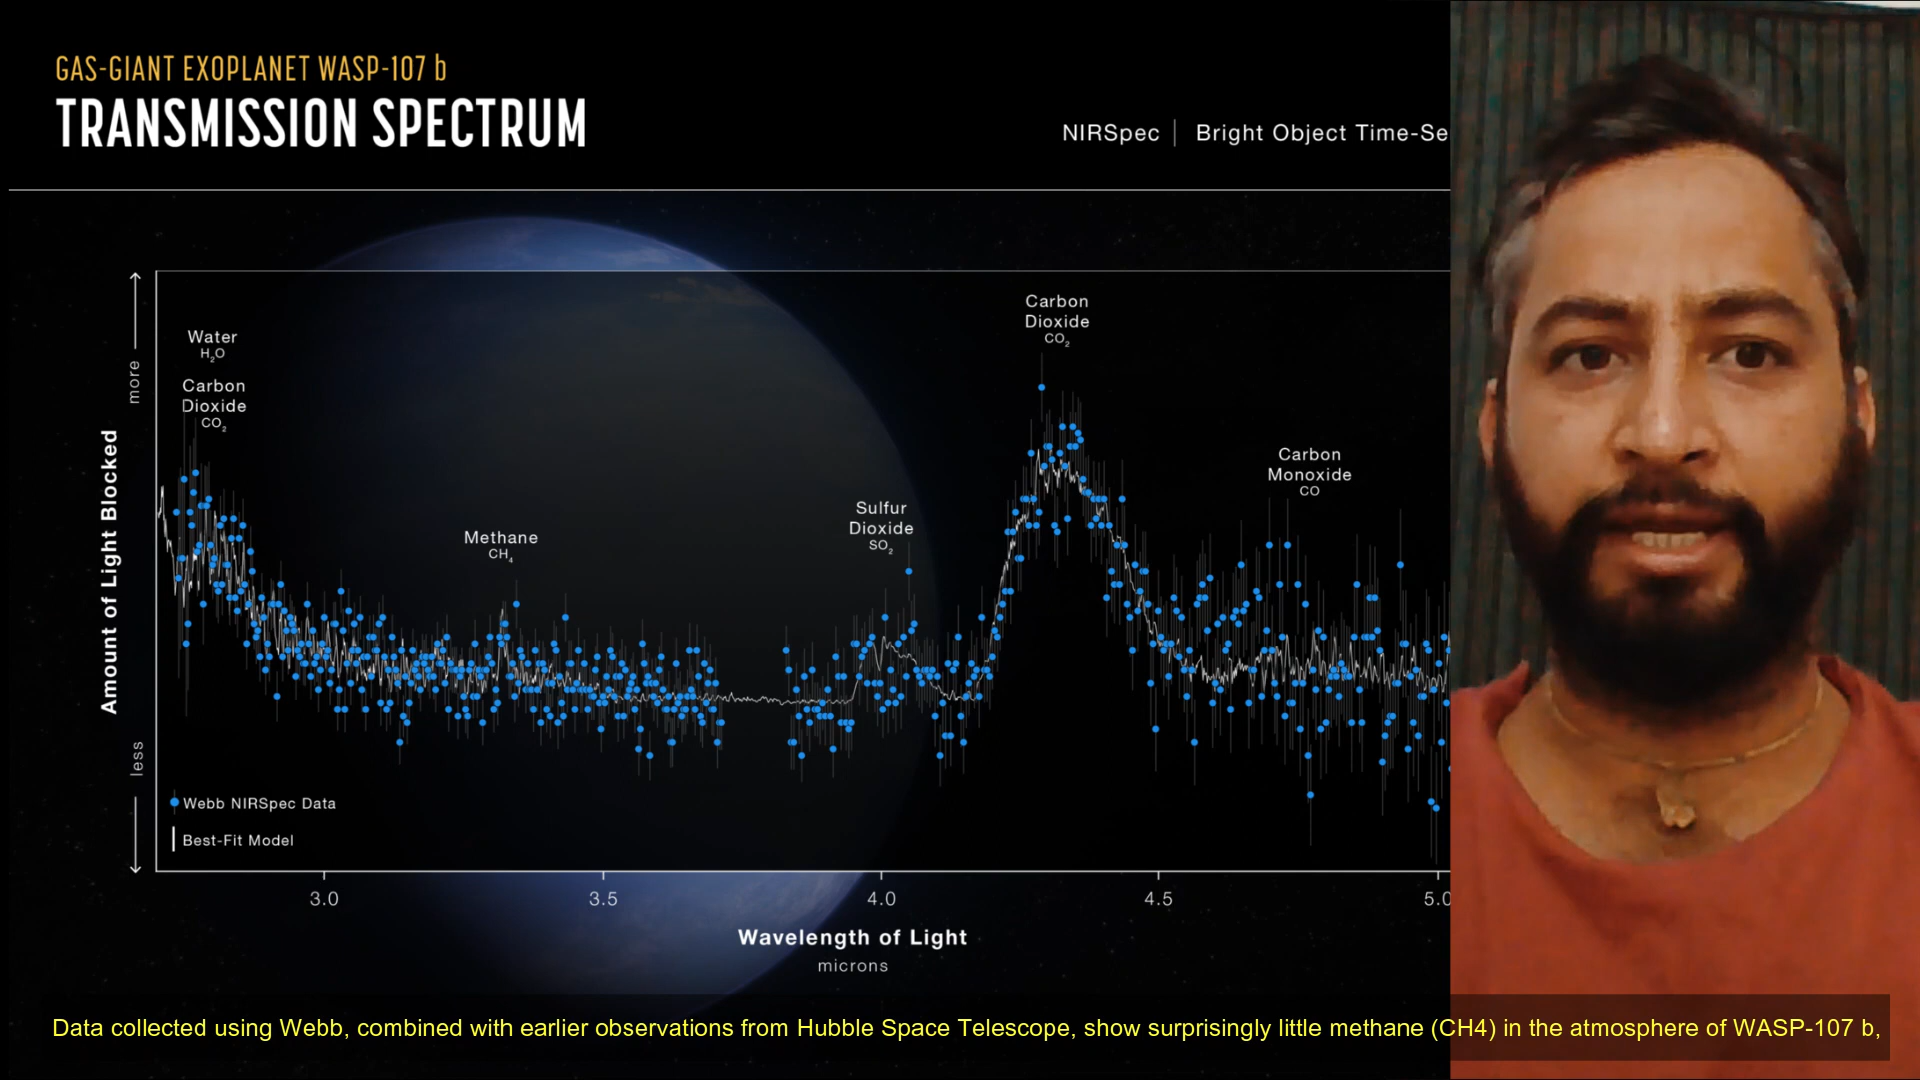 GAS-GIANT EXOPLANET WASP-107 b
TRANSMISSION SPECTRUM
NIRSpec | Bright Object Time-Se
more
Amount of Light Blocked
less
Water
H₂O
Carbon
Dioxide
CO₂
Methane
CH₄
Sulfur
Dioxide
SO₂
Carbon
Dioxide
CO₂
Carbon
Monoxide
CO
Webb NIRSpec Data
Best-Fit Model
3.0 3.5 4.0 4.5 5.0
Wavelength of Light
microns
Data collected using Webb, combined with earlier observations from Hubble Space Telescope, show surprisingly little methane (CH4) in the atmosphere of WASP-107 b,